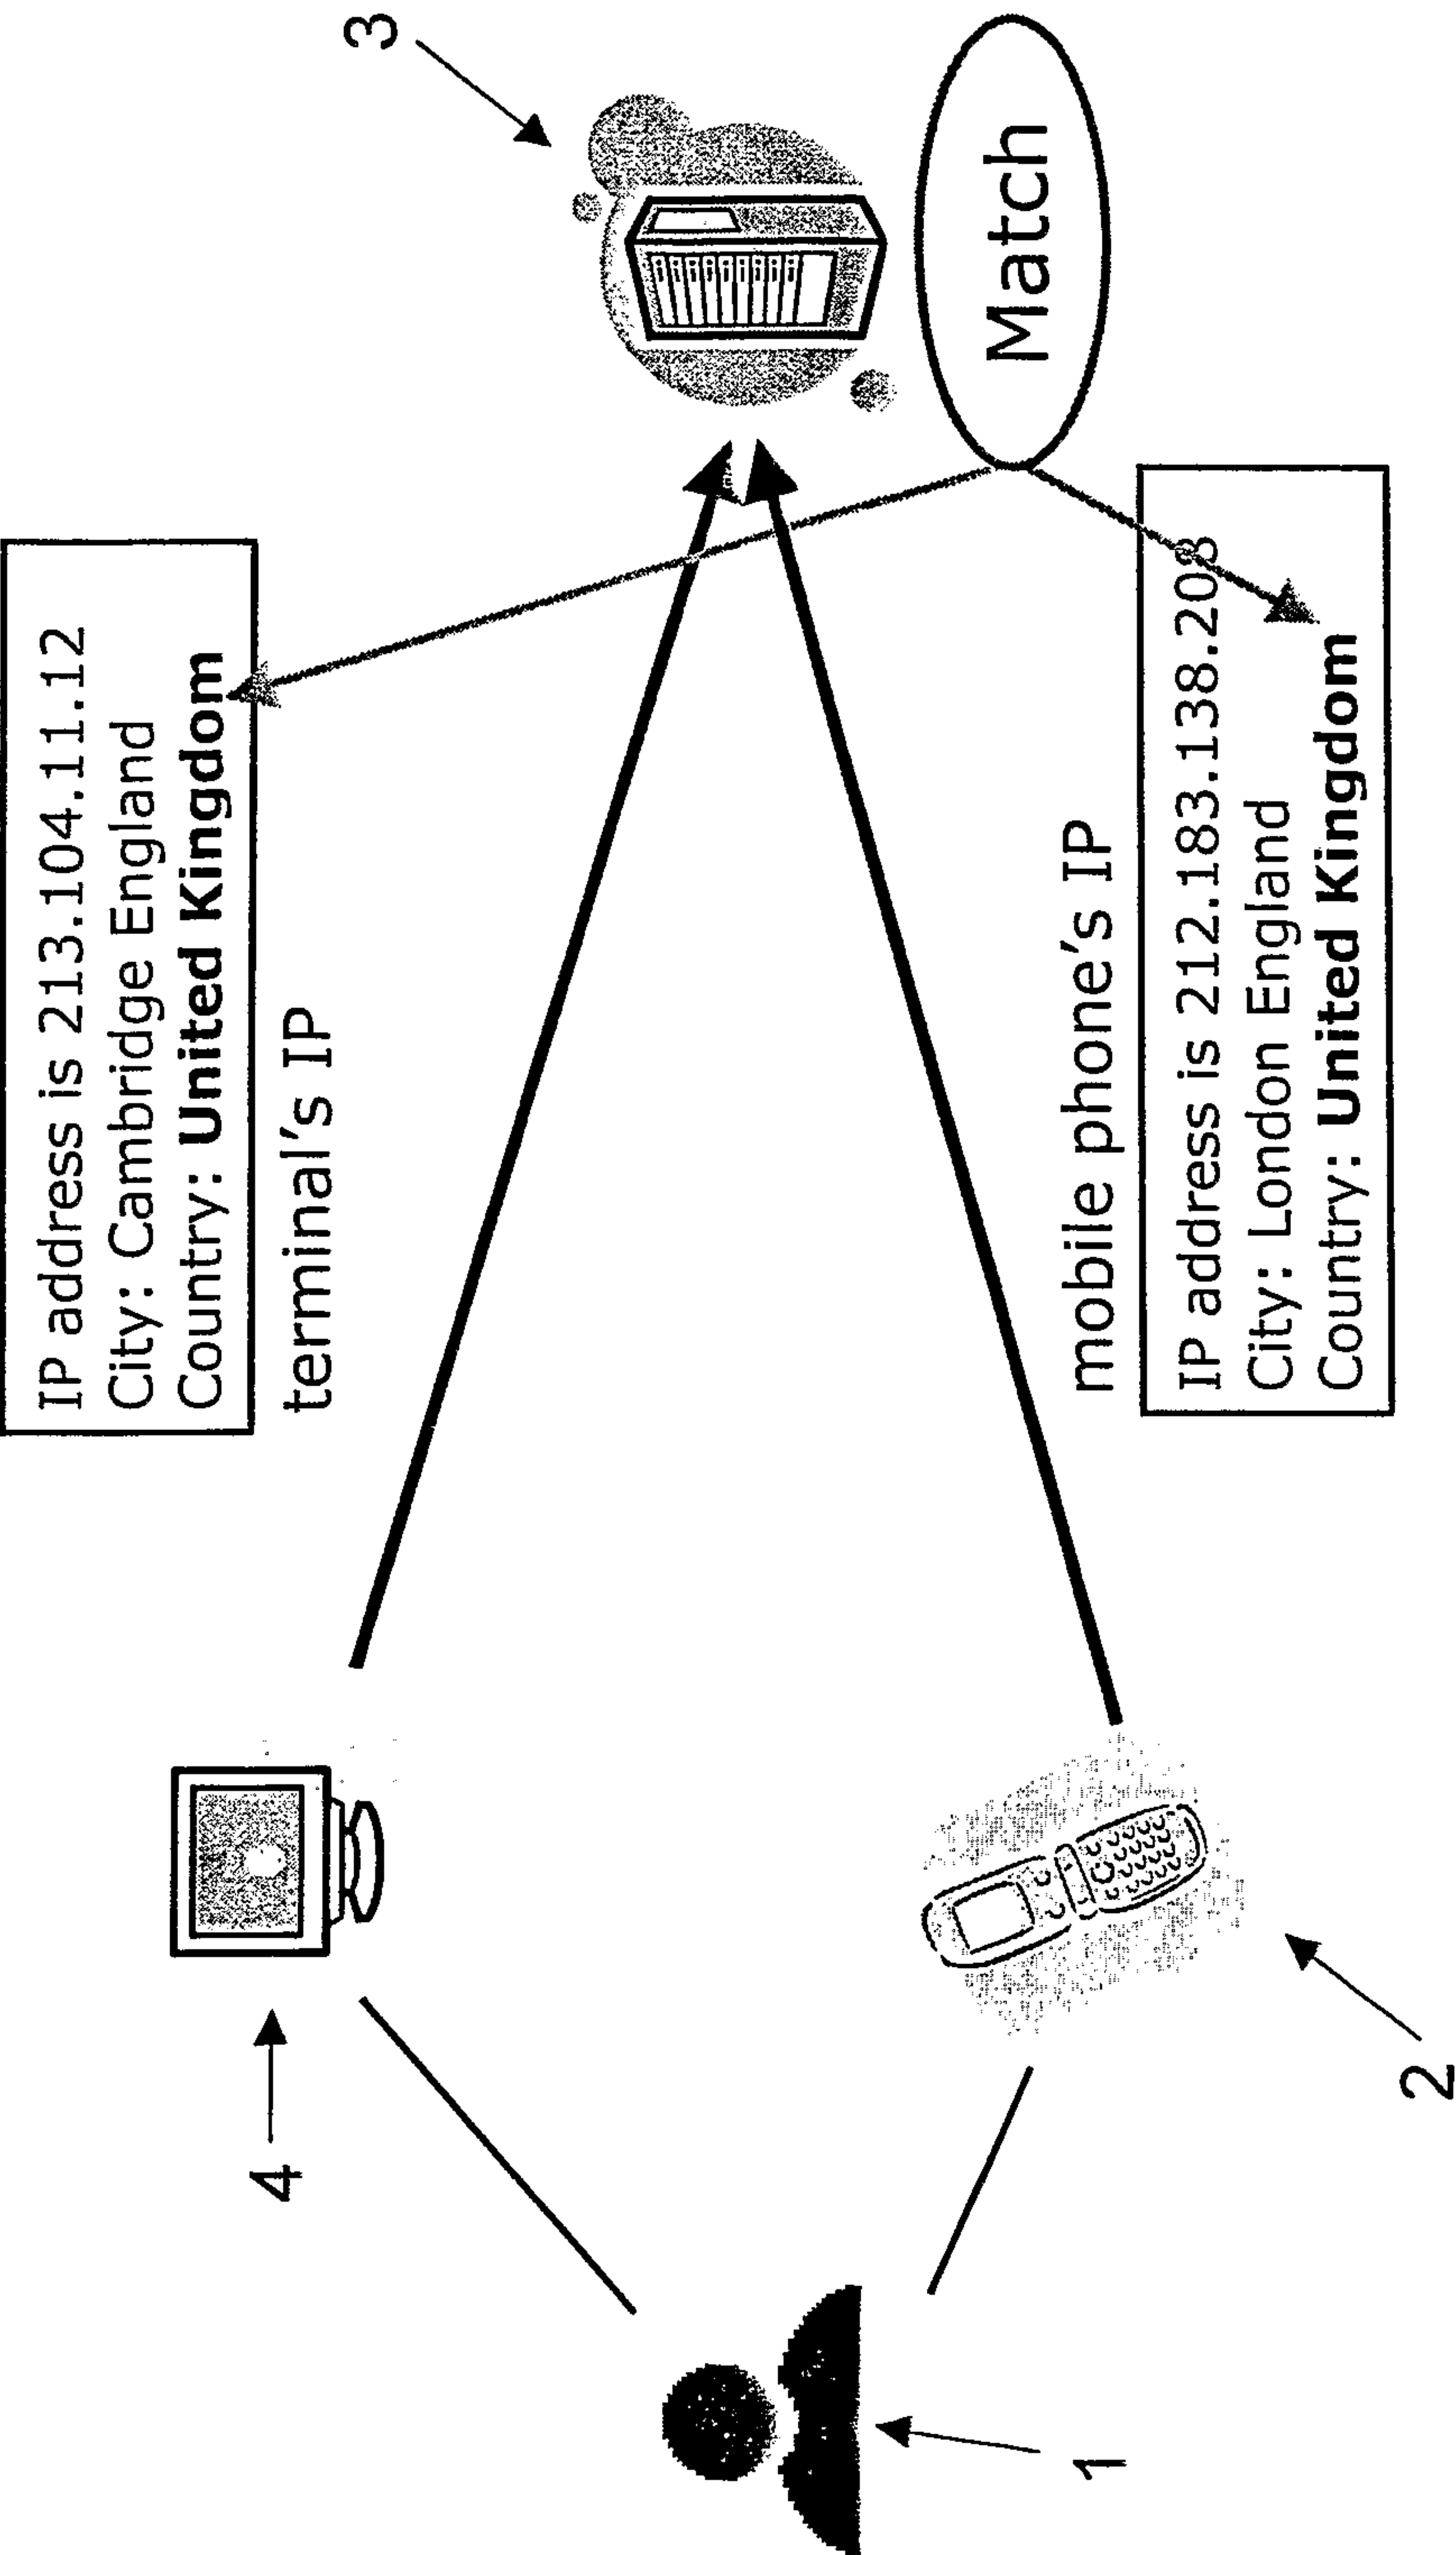 IP address is 213.104.11.12
City: Cambridge England
Country: United Kingdom
terminal's IP
4
3
Match
1
2
mobile phone's IP
IP address is 212.183.138.208
City: London England
Country: United Kingdom